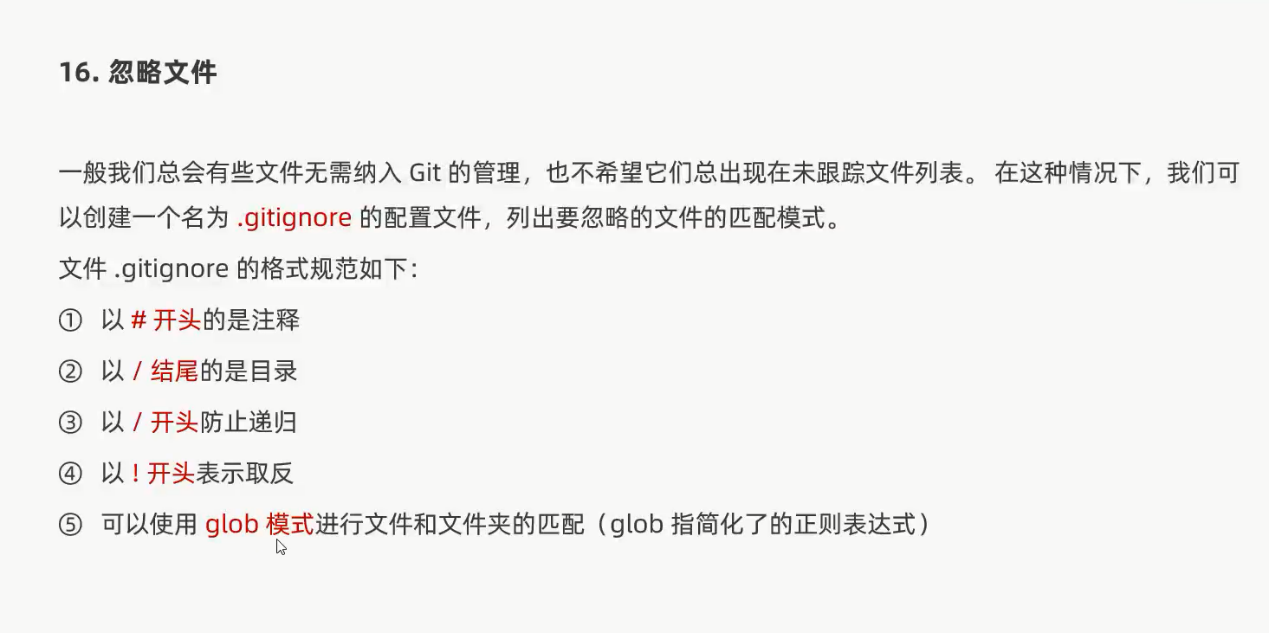 16. 忽略文件
一般我们总会有些文件无需纳入 Git 的管理，也不希望它们总出现在未跟踪文件列表。 在这种情况下，我们可
以创建一个名为 .gitignore 的配置文件，列出要忽略的文件的匹配模式。
文件 .gitignore 的格式规范如下：
① 以 # 开头的是注释
② 以 / 结尾的是目录
③ 以 / 开头防止递归
④ 以 ! 开头表示取反
⑤ 可以使用 glob 模式进行文件和文件夹的匹配（glob 指简化了的正则表达式）